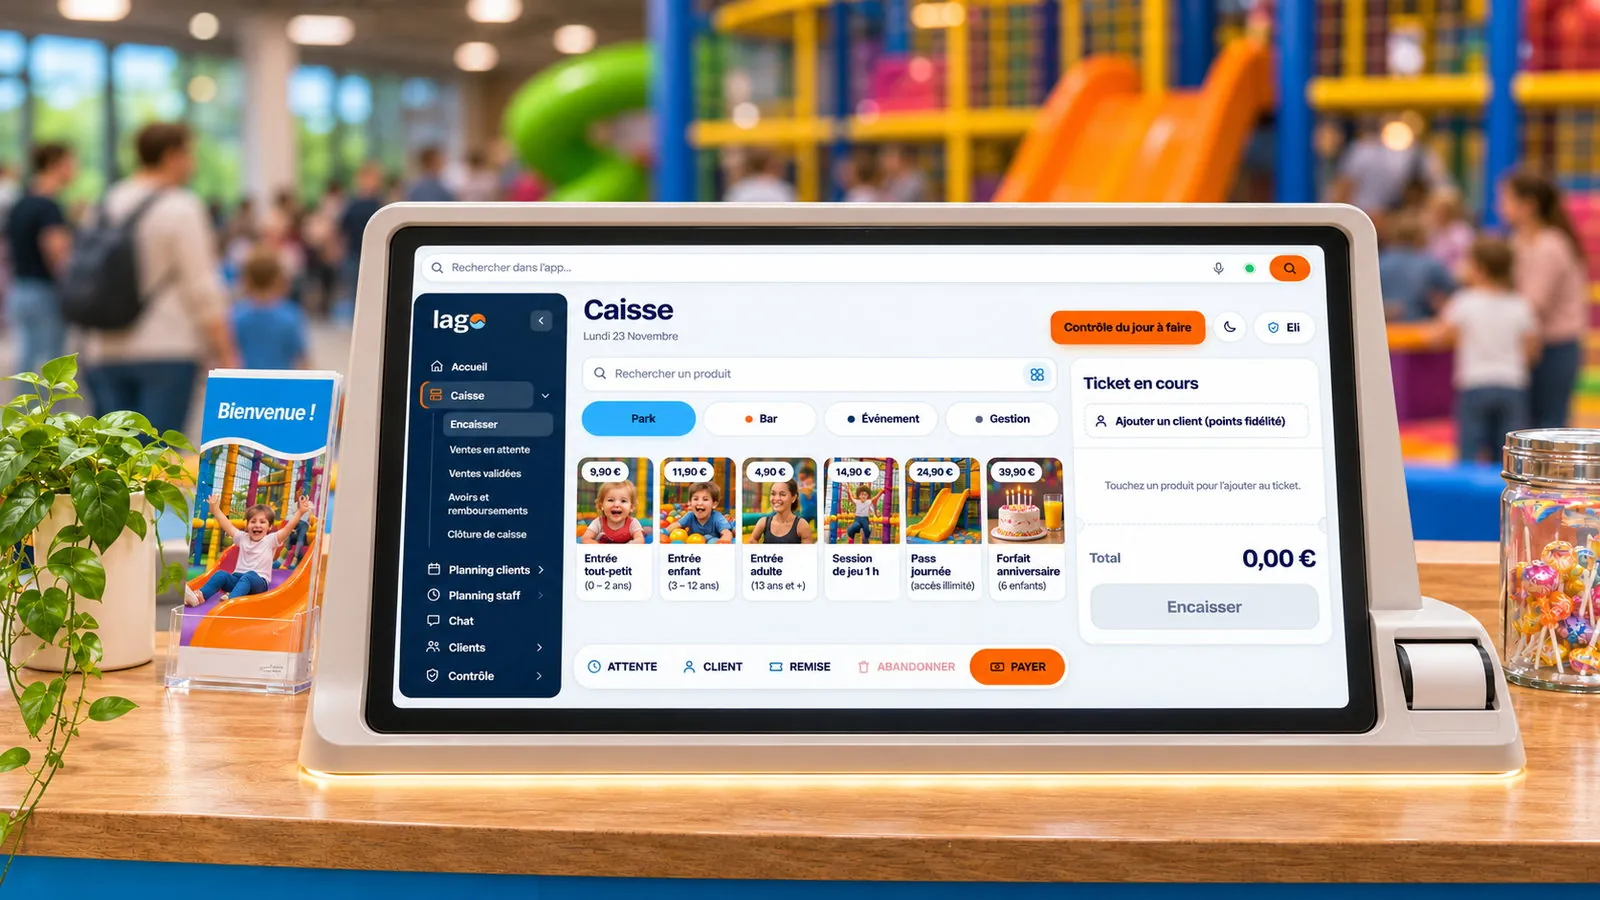 Bienvenue !
Rechercher dans l'app...
lago
Accueil
Caisse
Encaisser
Ventes en attente
Ventes validées
Avoirs et
remboursements
Clôture de caisse
Planning clients
Planning staff
Chat
Clients
Contrôle
Caisse
Lundi 23 Novembre
Contrôle du jour à faire
Eli
Rechercher un produit
Park
Bar
Événement
Gestion
9,90 €
Entrée
tout-petit
(0 – 2 ans)
11,90 €
Entrée
enfant
(3 – 12 ans)
4,90 €
Entrée
adulte
(13 ans et +)
14,90 €
Session
de jeu 1 h
24,90 €
Pass
journée
(accès illimité)
39,90 €
Forfait
anniversaire
(6 enfants)
ATTENTE
CLIENT
REMISE
ABANDONNER
PAYER
Ticket en cours
Ajouter un client (points fidélité)
Touchez un produit pour l'ajouter au ticket.
Total
0,00 €
Encaisser